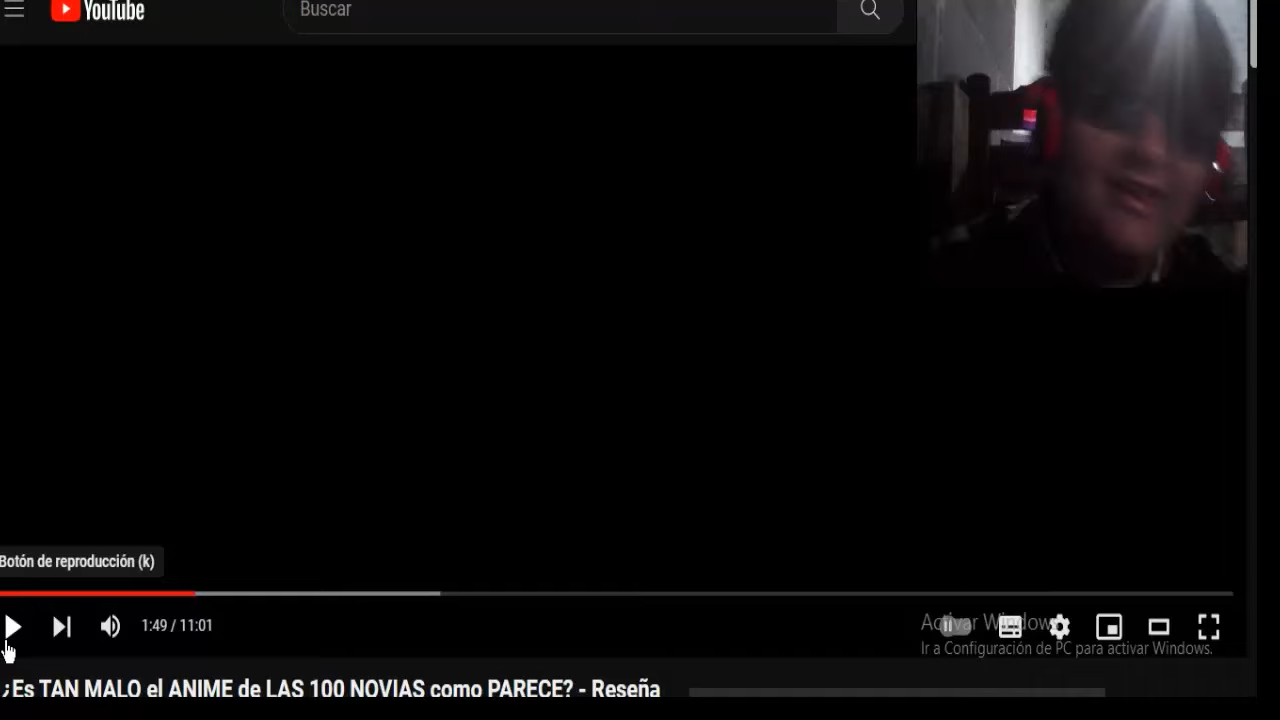 YouTube
Buscar
Botón de reproducción (k)
1:49 / 11:01
Activar Windows
Ir a Configuración de PC para activar Windows.
¿Es TAN MALO el ANIME de LAS 100 NOVIAS como PARECE? - Reseña